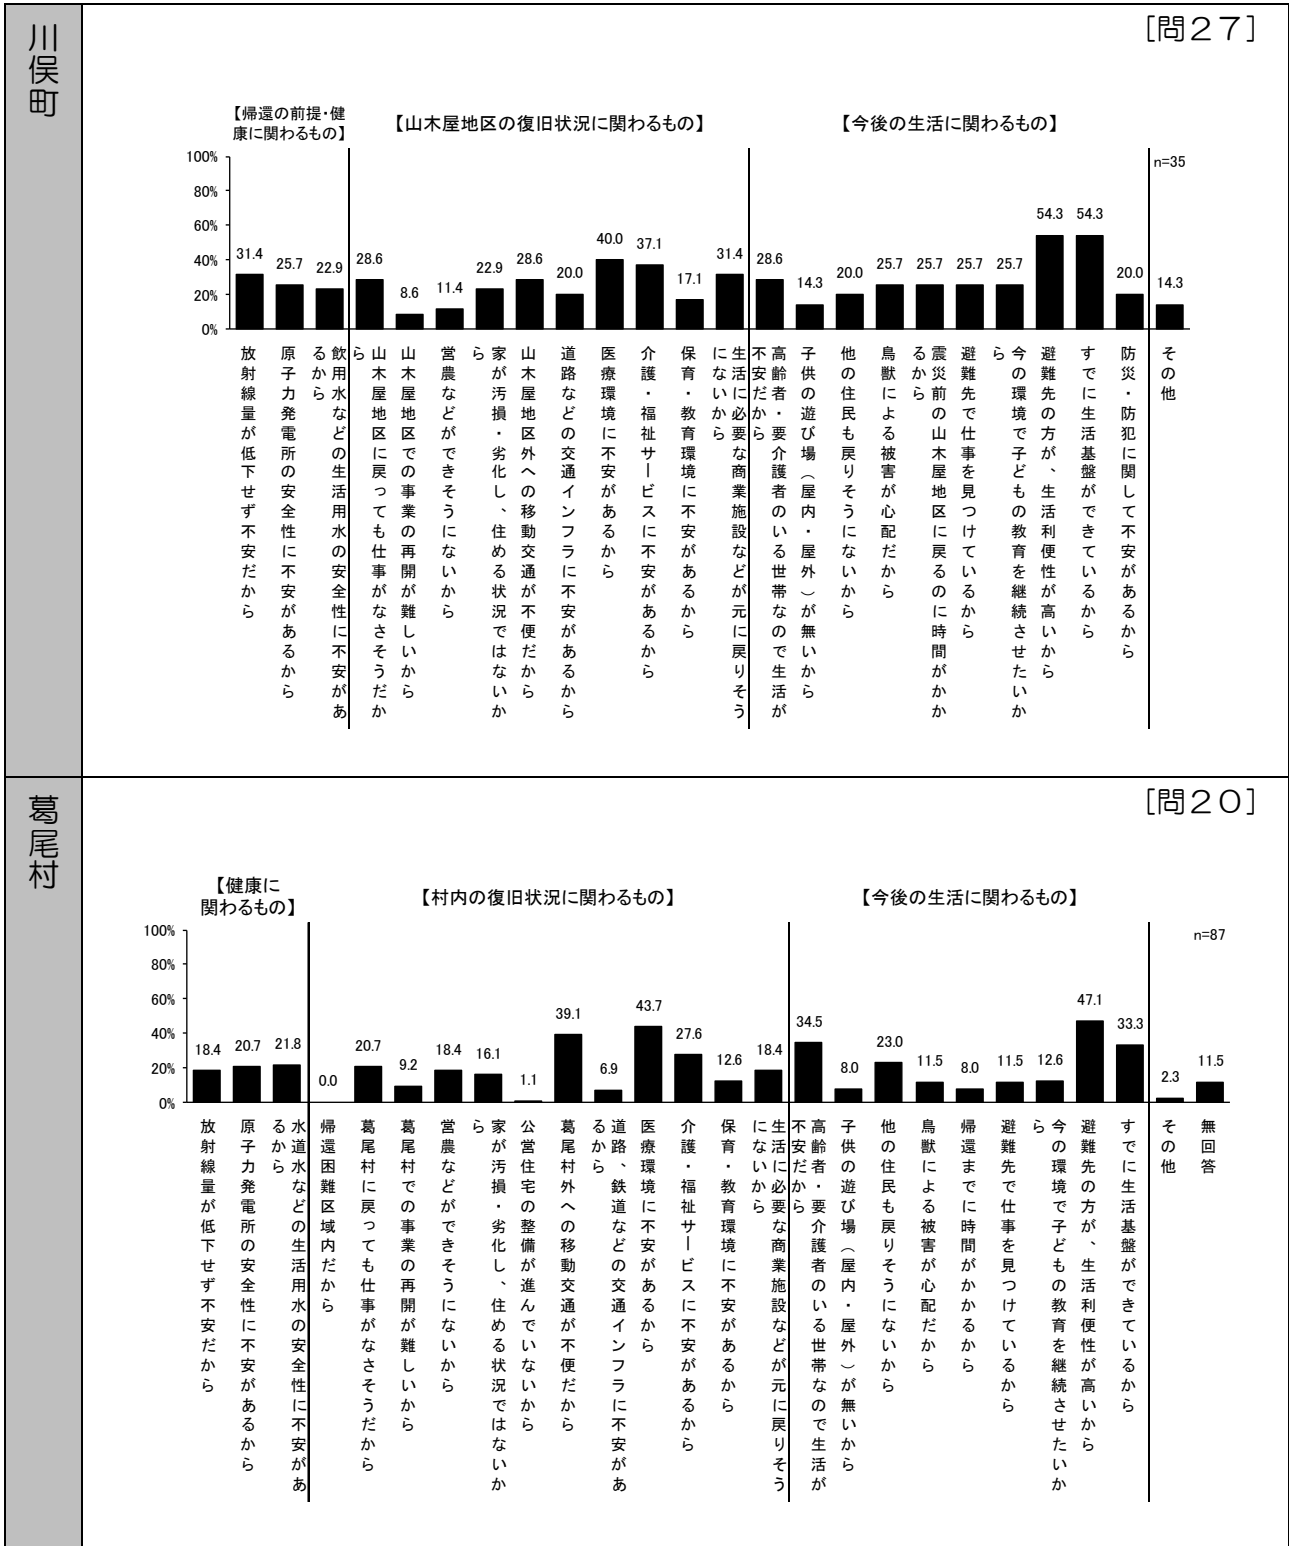 川俣町
[問27]
【帰還の前提・健
康に関わるもの】
【山木屋地区の復旧状況に関わるもの】
【今後の生活に関わるもの】
n=35
100%
80%
60%
40%
20%
0%
31.4
25.7
22.9
28.6
8.6
11.4
22.9
28.6
20.0
40.0
37.1
17.1
31.4
28.6
14.3
20.0
25.7
25.7
25.7
25.7
54.3
54.3
20.0
14.3
放射線量が低下せず不安だから
原子力発電所の安全性に不安があるから
飲用水などの生活用水の安全性に不安があ
るから
山木屋地区に戻っても仕事がなさそうだか
ら
山木屋地区での事業の再開が難しいから
営農などができそうにないから
家が汚損・劣化し、住める状況ではないか
ら
山木屋地区外への移動交通が不便だから
道路などの交通インフラに不安があるから
医療環境に不安があるから
介護・福祉サービスに不安があるから
保育・教育環境に不安があるから
生活に必要な商業施設などが元に戻りそう
にないから
高齢者・要介護者のいる世帯なので生活が
不安だから
子供の遊び場（屋内・屋外）が無いから
他の住民も戻りそうにないから
鳥獣による被害が心配だから
震災前の山木屋地区に戻るのに時間がかか
るから
避難先で仕事を見つけているから
今の環境で子どもの教育を継続させたいか
ら
避難先の方が、生活利便性が高いから
すでに生活基盤ができているから
防災・防犯に関して不安があるから
その他
葛尾村
[問20]
【健康に
関わるもの】
【村内の復旧状況に関わるもの】
【今後の生活に関わるもの】
n=87
100%
80%
60%
40%
20%
0%
18.4
20.7
21.8
0.0
20.7
9.2
18.4
16.1
1.1
39.1
6.9
43.7
27.6
12.6
18.4
34.5
8.0
23.0
11.5
8.0
11.5
12.6
47.1
33.3
2.3
11.5
放射線量が低下せず不安だから
原子力発電所の安全性に不安があるから
水道水などの生活用水の安全性に不安があ
るから
帰還困難区域内だから
葛尾村に戻っても仕事がなさそうだから
葛尾村での事業の再開が難しいから
営農などができそうにないから
家が汚損・劣化し、住める状況ではないか
ら
公営住宅の整備が進んでいないから
葛尾村外への移動交通が不便だから
道路、鉄道などの交通インフラに不安があ
るから
医療環境に不安があるから
介護・福祉サービスに不安があるから
保育・教育環境に不安があるから
生活に必要な商業施設などが元に戻りそう
にないから
高齢者・要介護者のいる世帯なので生活が
不安だから
子供の遊び場（屋内・屋外）が無いから
他の住民も戻りそうにないから
鳥獣による被害が心配だから
帰還までに時間がかかるから
避難先で仕事を見つけているから
今の環境で子どもの教育を継続させたいか
ら
避難先の方が、生活利便性が高いから
すでに生活基盤ができているから
その他
無回答